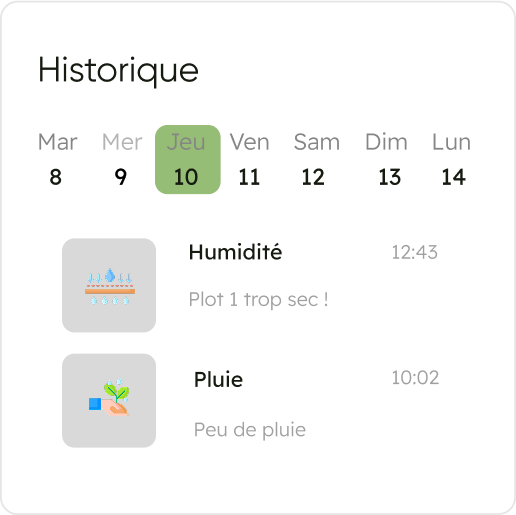 Historique
Mar Mer Jeu Ven Sam Dim Lun
8 9 10 11 12 13 14
Humidité 12:43
Plot 1 trop sec !
Pluie 10:02
Peu de pluie